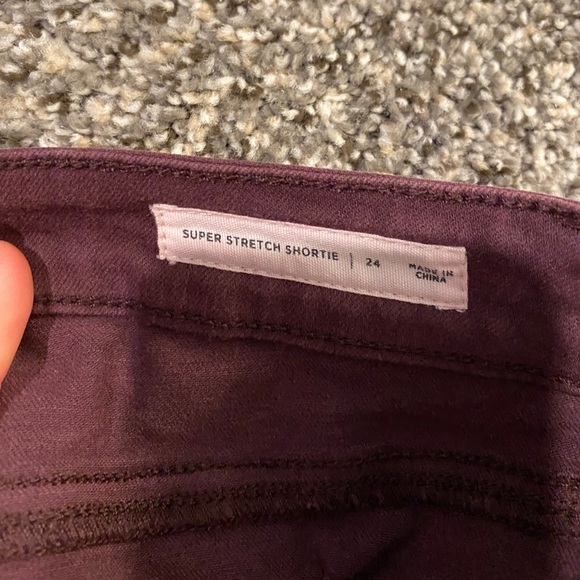 SUPER STRETCH SHORTIE | 24
MADE IN
CHINA